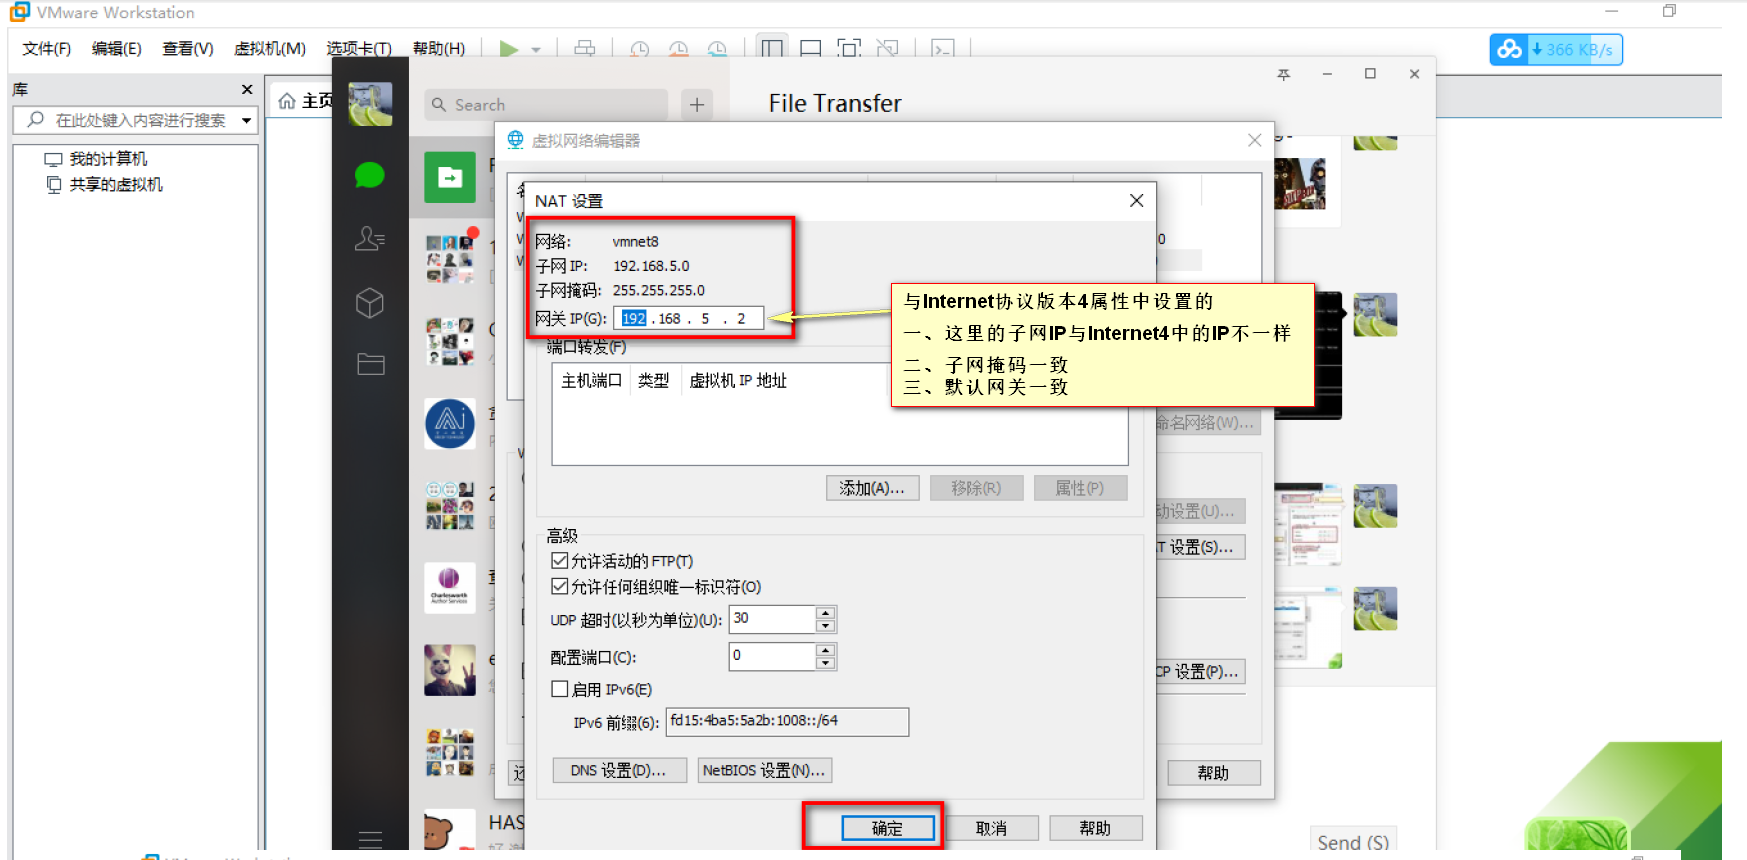 VMware Workstation
文件(F) 编辑(E) 查看(V) 虚拟机(M) 选项卡(T) 帮助(H)
366 KB/s
库
主页
Search
File Transfer
在此处键入内容进行搜索
我的计算机
共享的虚拟机
虚拟网络编辑器
NAT 设置
网络: vmnet8
子网 IP: 192.168.5.0
子网掩码: 255.255.255.0
网关 IP(G): 192 . 168 . 5 . 2
与Internet协议版本4属性中设置的
一、这里的子网IP与Internet4中的IP不一样
二、子网掩码一致
三、默认网关一致
端口转发(F)
主机端口 类型 虚拟机 IP 地址
命名网络(W)...
添加(A)... 移除(R) 属性(P)
动设置(U)...
T 设置(S)...
高级
允许活动的 FTP(T)
允许任何组织唯一标识符(O)
UDP 超时(以秒为单位)(U): 30
配置端口(C): 0
CP 设置(P)...
启用 IPv6(E)
IPv6 前缀(6): fd15:4ba5:5a2b:1008::/64
DNS 设置(D)... NetBIOS 设置(N)...
帮助
确定 取消 帮助
HAS
Send (S)